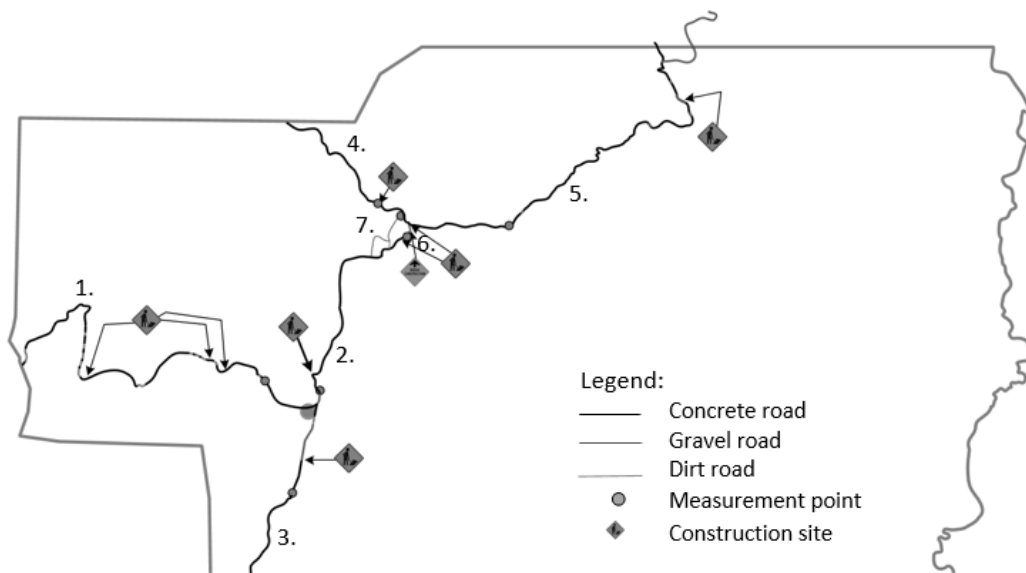 4.
5.
7.
6.
1.
2.
3.
Legend:
Concrete road
Gravel road
Dirt road
Measurement point
Construction site